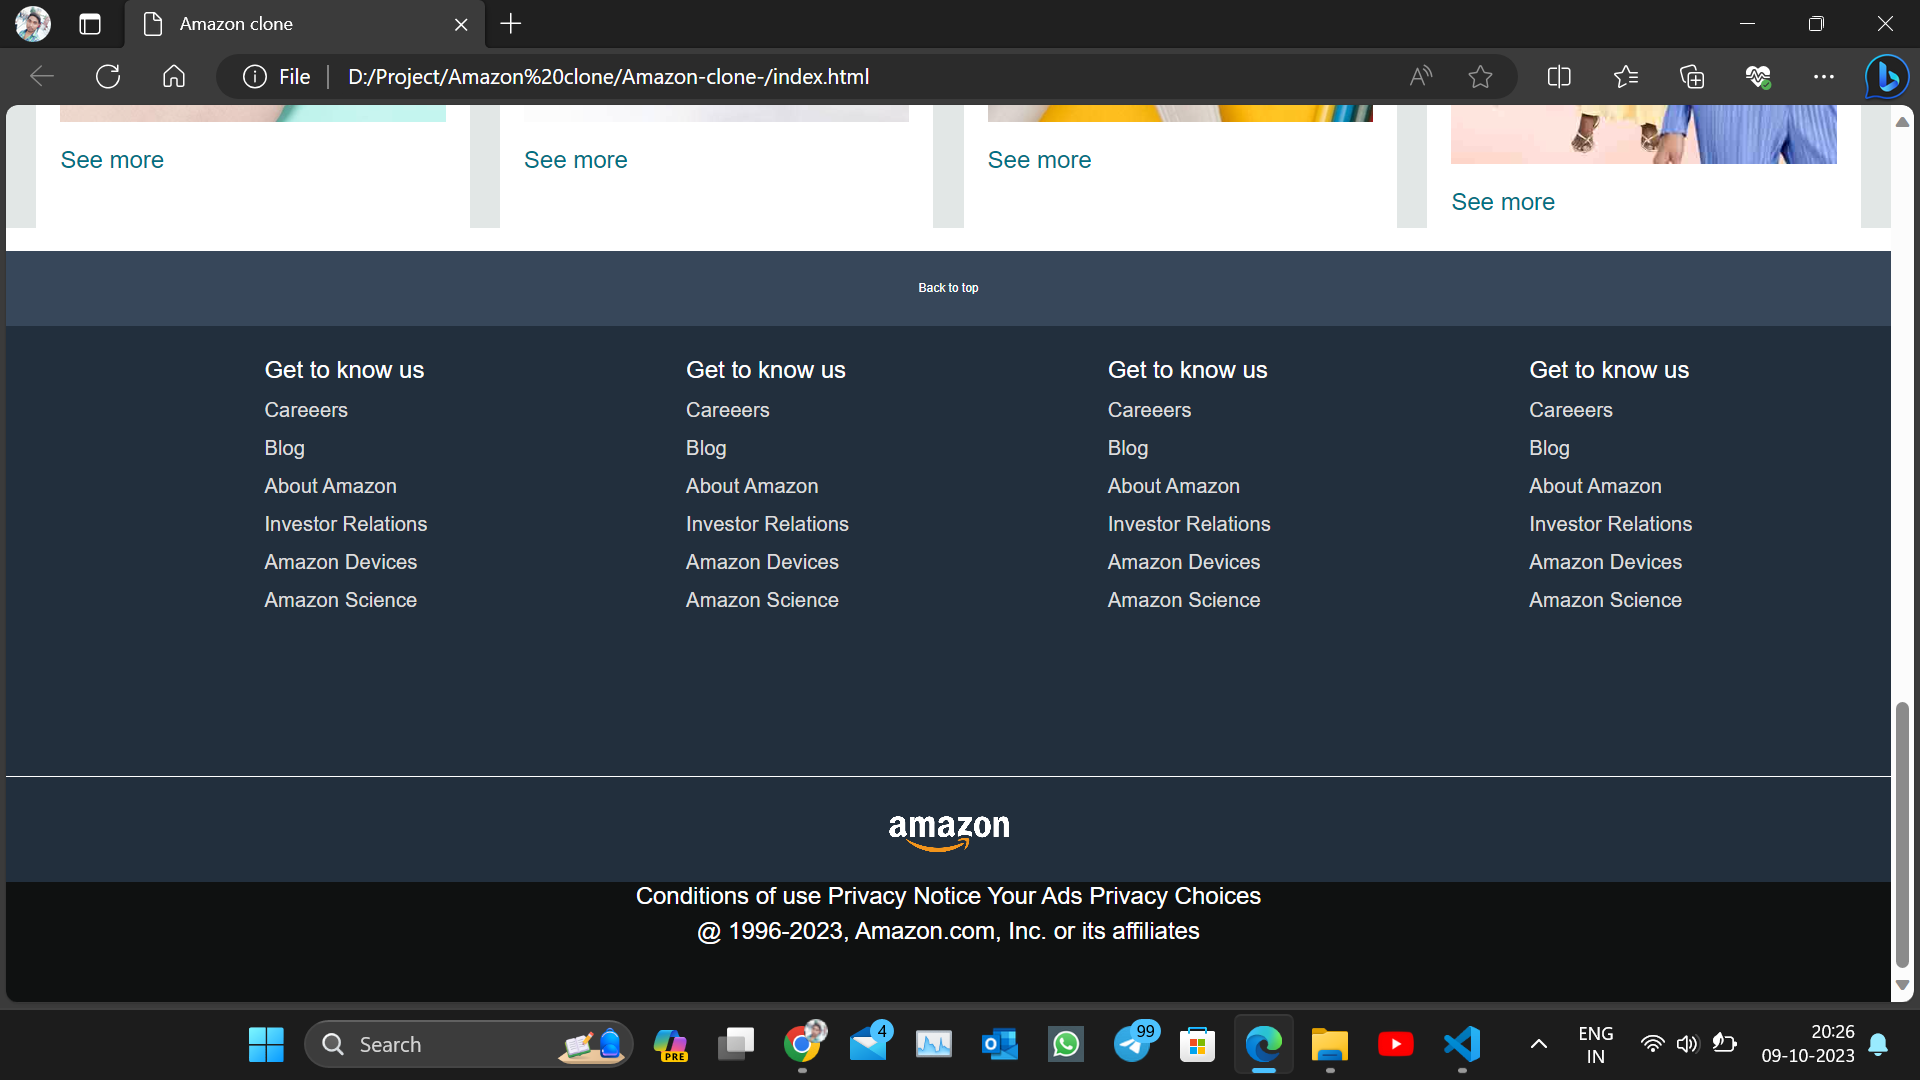 Amazon clone
File D:/Project/Amazon%20clone/Amazon-clone-/index.html
See more See more See more
See more
Back to top
Get to know us Get to know us Get to know us Get to know us
Careeers Careeers Careeers Careeers
Blog Blog Blog Blog
About Amazon About Amazon About Amazon About Amazon
Investor Relations Investor Relations Investor Relations Investor Relations
Amazon Devices Amazon Devices Amazon Devices Amazon Devices
Amazon Science Amazon Science Amazon Science Amazon Science
amazon
Conditions of use Privacy Notice Your Ads Privacy Choices
@ 1996-2023, Amazon.com, Inc. or its affiliates
Search PRE 4 99 ENG 20:26
IN 09-10-2023